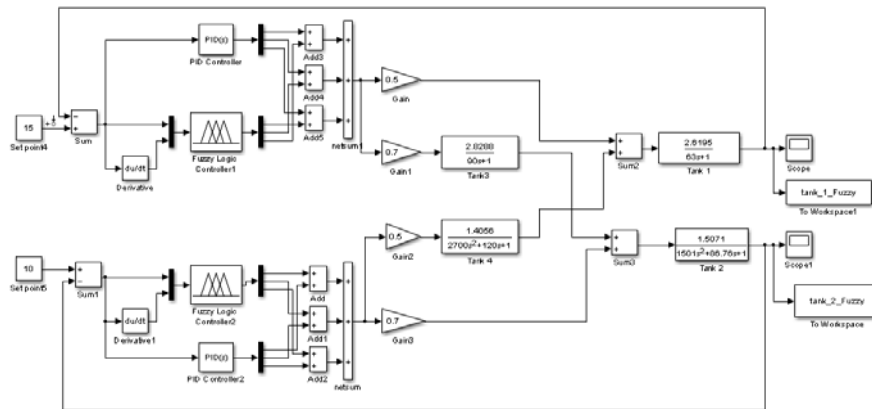 PID(s)
PID Controller
Add3
Add4
Add5
netsum1
0.5
Gain
15
Set point4
Sum
Fuzzy Logic
Controller1
du/dt
Derivative
0.7
Gain1
2.8288
90s+1
Tank3
Sum2
2.6195
63s+1
Tank 1
Scope
tank_1_Fuzzy
To Workspace1
0.5
Gain2
1.4056
2700s²+120s+1
Tank 4
Sum3
1.5071
1501s²+86.76s+1
Tank 2
Scope1
tank_2_Fuzzy
To Workspace
10
Set point5
Sum1
Fuzzy Logic
Controller2
du/dt
Derivative1
PID(s)
PID Controller2
Add
Add1
Add2
netsum
0.7
Gain3